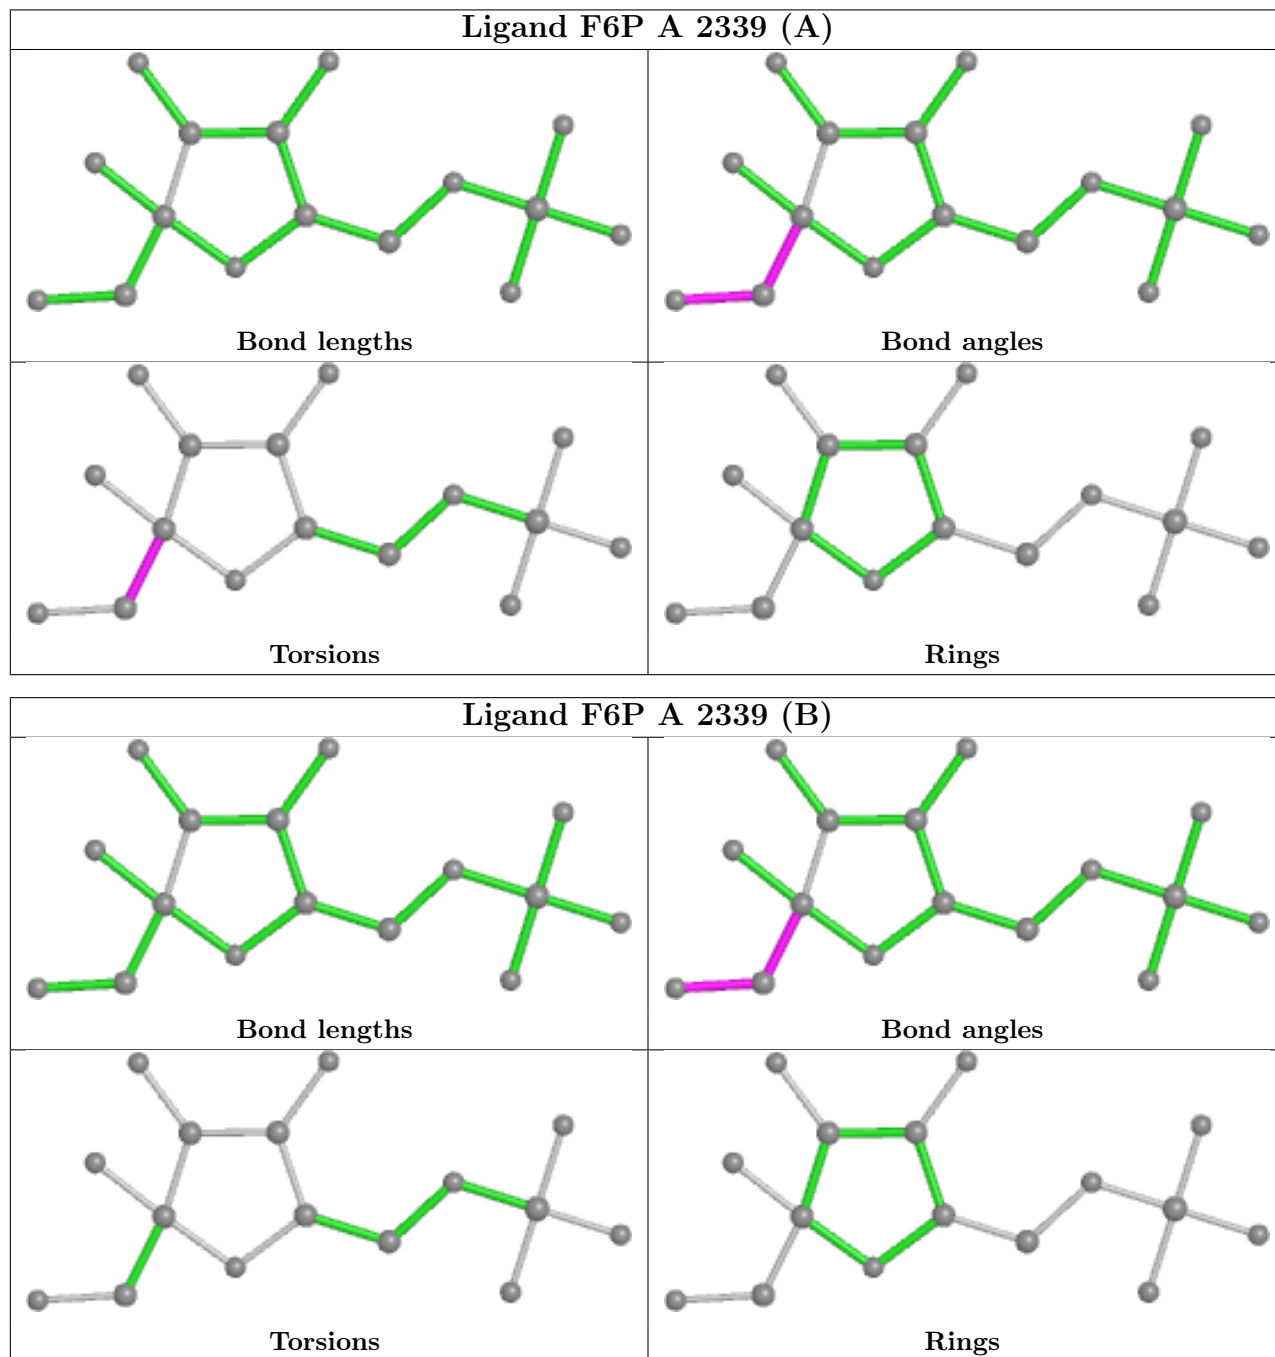 Ligand F6P A 2339 (A)
Bond lengths
Bond angles
Torsions
Rings
Ligand F6P A 2339 (B)
Bond lengths
Bond angles
Torsions
Rings